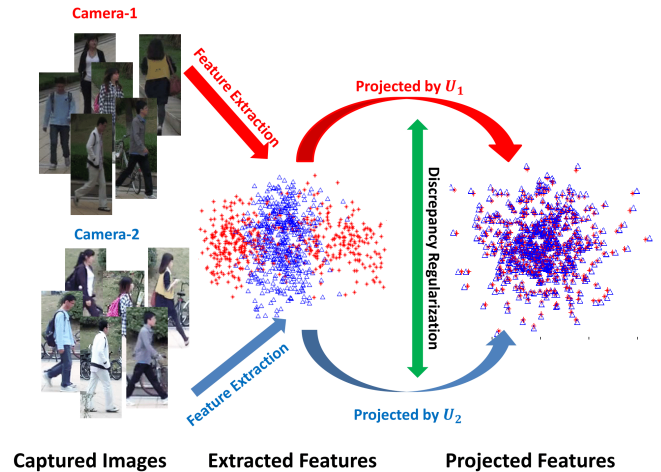 Camera-1
Feature Extraction
Projected by U₁
Discrepancy Regularization
Camera-2
Feature Extraction
Projected by U₂
Captured Images
Extracted Features
Projected Features